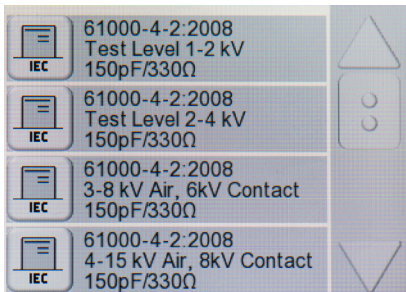 61000-4-2:2008
Test Level 1-2 kV
150pF/330Ω
IEC
61000-4-2:2008
Test Level 2-4 kV
150pF/330Ω
IEC
61000-4-2:2008
3-8 kV Air, 6kV Contact
150pF/330Ω
IEC
61000-4-2:2008
4-15 kV Air, 8kV Contact
150pF/330Ω
IEC